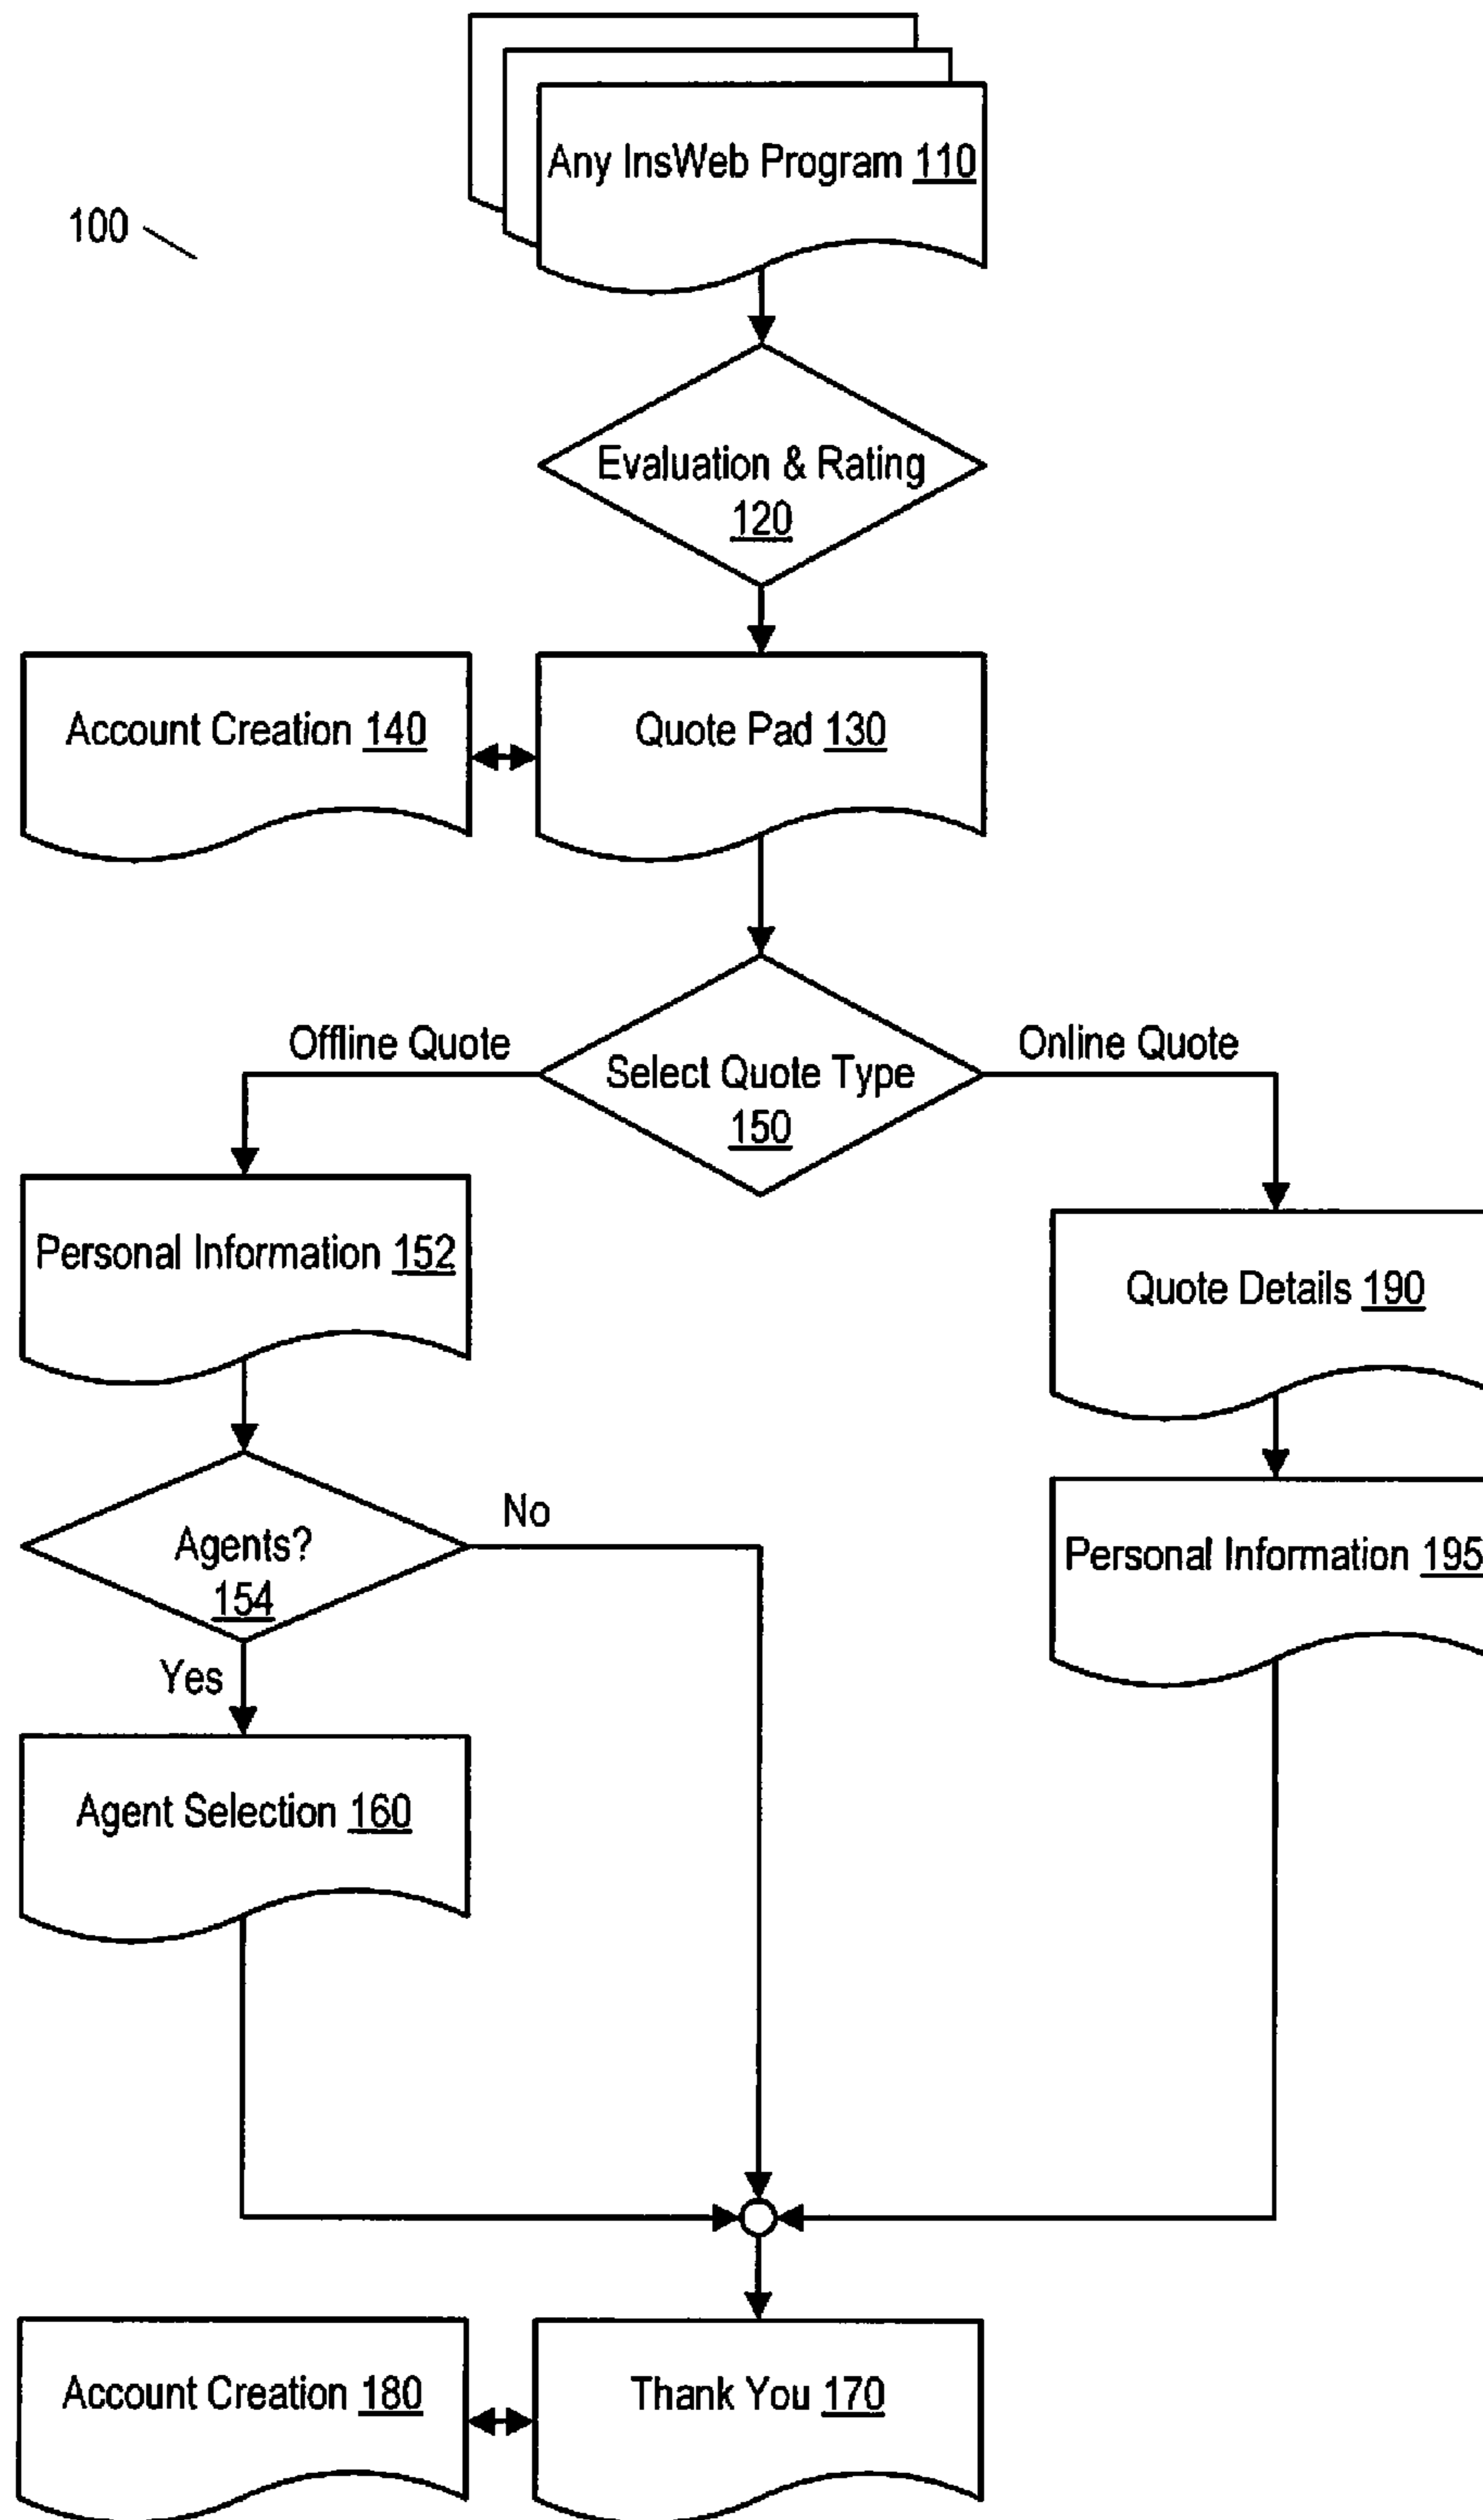 Any InsWeb Program 110
100
Evaluation & Rating
120
Account Creation 140
Quote Pad 130
Offline Quote
Online Quote
Select Quote Type
150
Personal Information 152
Quote Details 190
No
Agents?
154
Personal Information 195
Yes
Agent Selection 160
Account Creation 180
Thank You 170